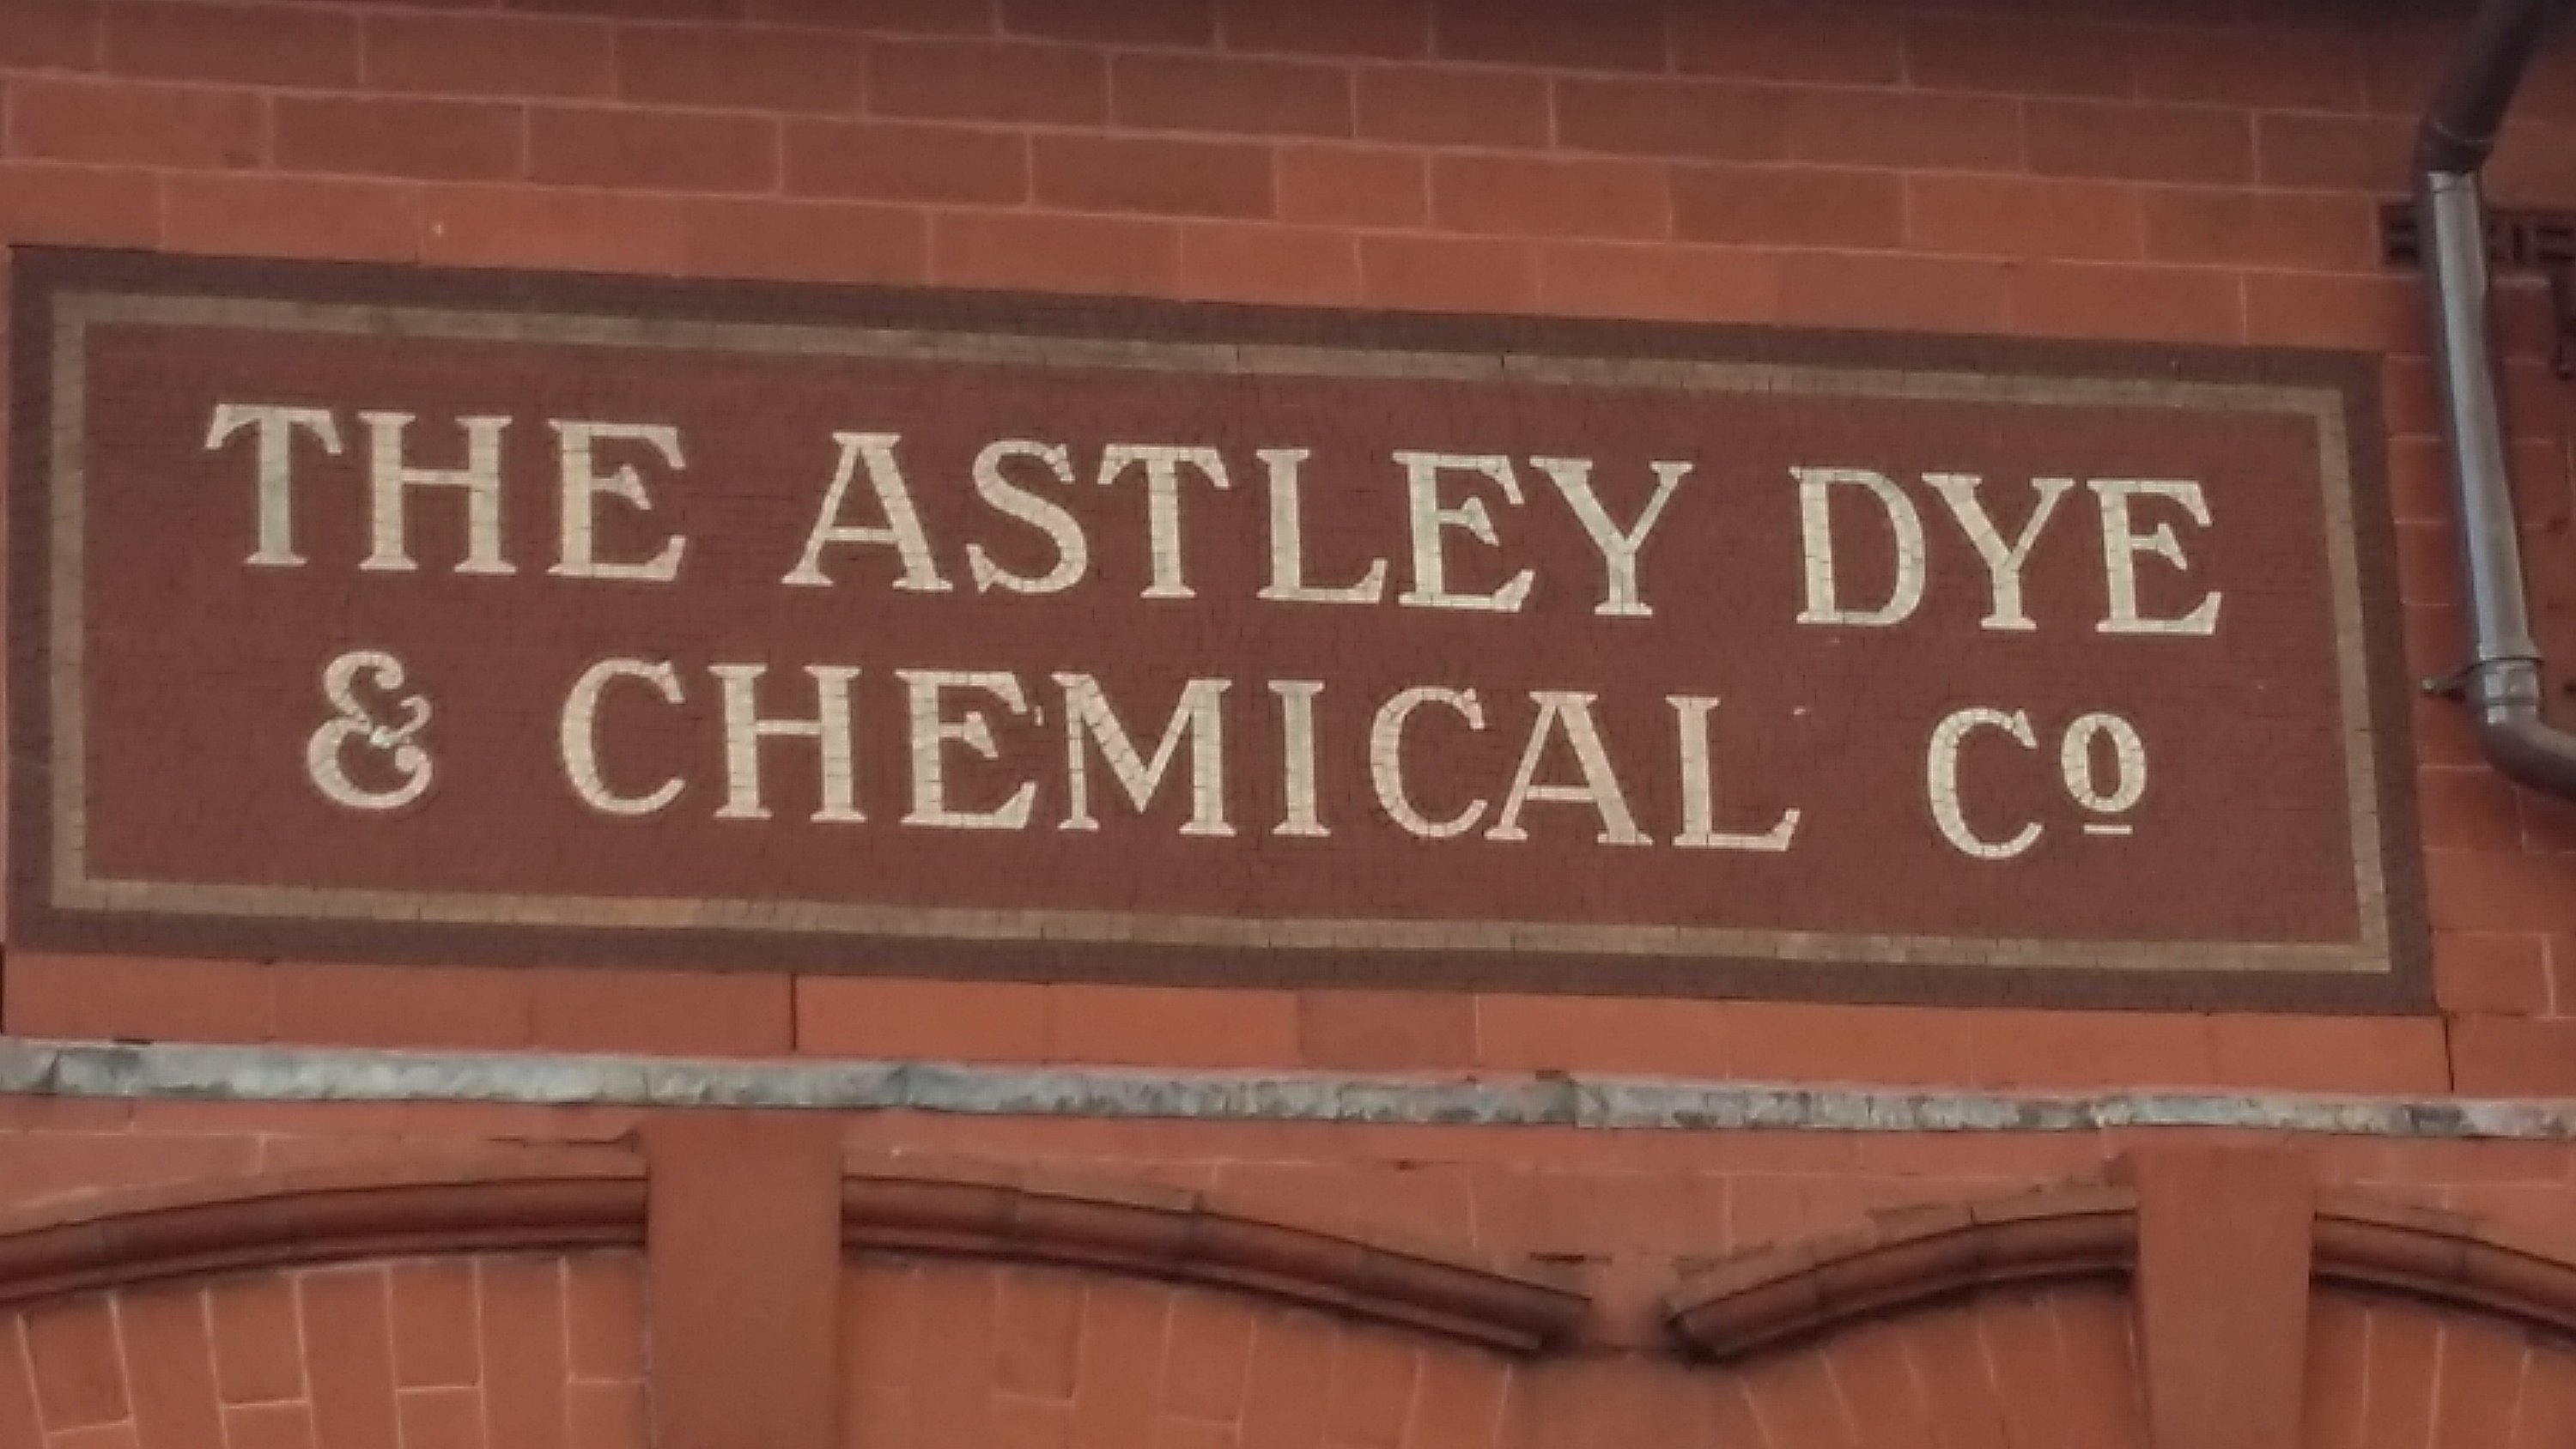 THE ASTLEY DYE
& CHEMICAL Cº